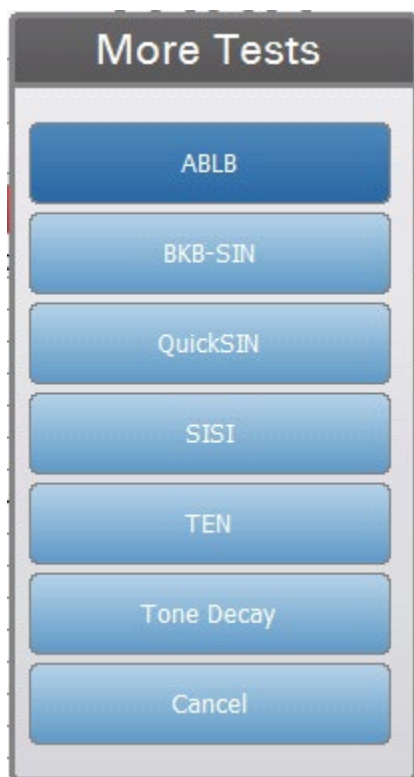 More Tests
ABLB
BKB-SIN
QuickSIN
SISI
TEN
Tone Decay
Cancel